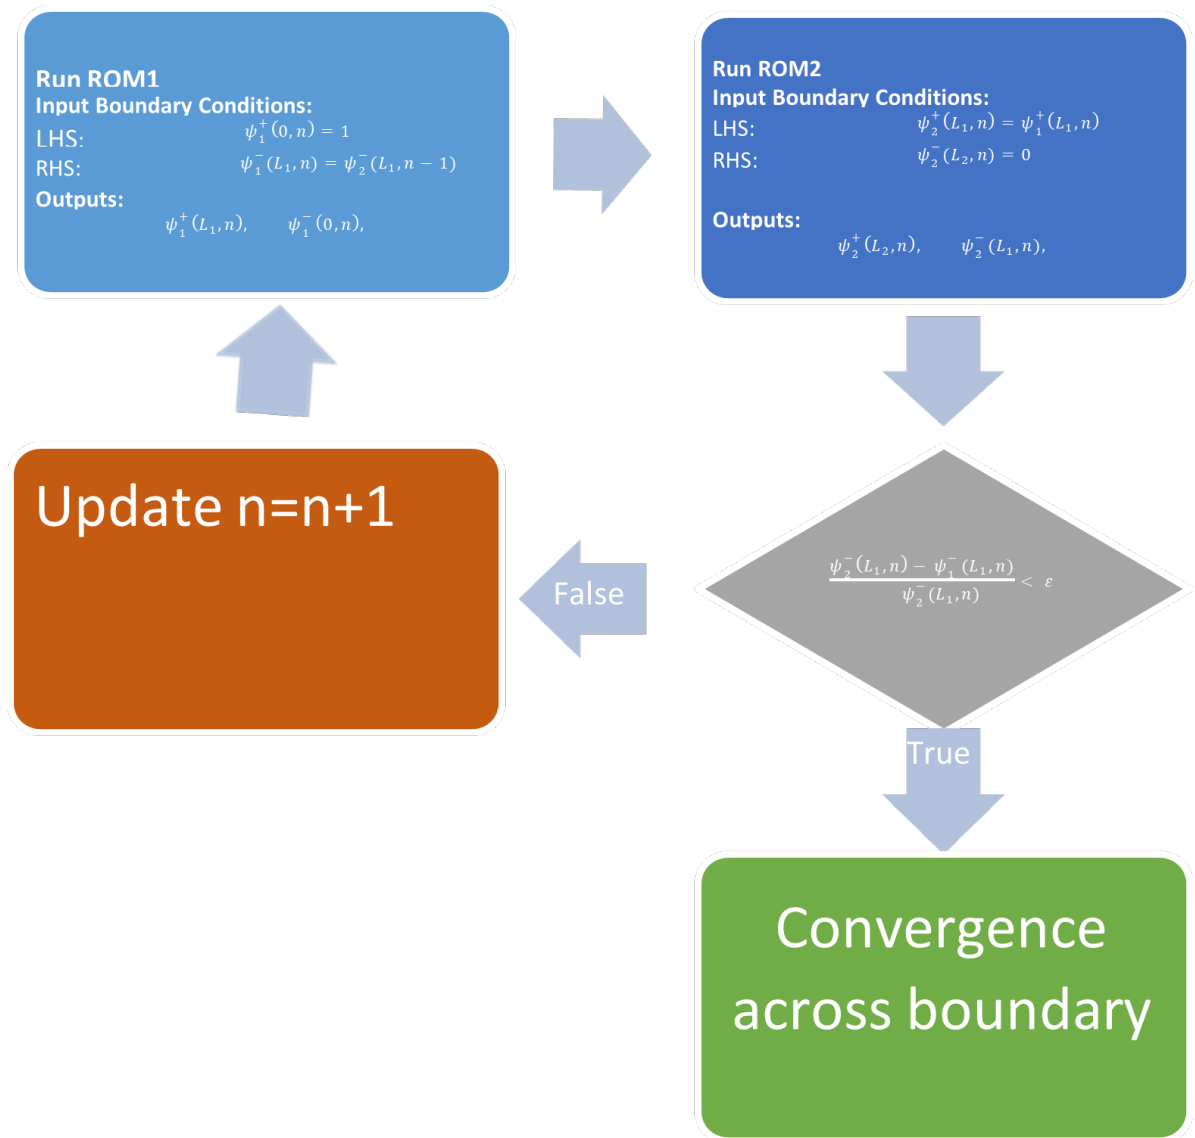 Run ROM1
Input Boundary Conditions:
LHS: ψ₁⁺(0, n) = 1
RHS: ψ₁⁻(L₁, n) = ψ₂⁻(L₁, n − 1)
Outputs:
ψ₁⁺(L₁, n), ψ₁⁻(0, n),
Run ROM2
Input Boundary Conditions:
LHS: ψ₂⁺(L₁, n) = ψ₁⁺(L₁, n)
RHS: ψ₂⁻(L₂, n) = 0
Outputs:
ψ₂⁺(L₂, n), ψ₂⁻(L₁, n),
ψ₂⁻(L₁, n) − ψ₁⁻(L₁, n)
< ε
ψ₂⁻(L₁, n)
False
Update n=n+1
True
Convergence
across boundary